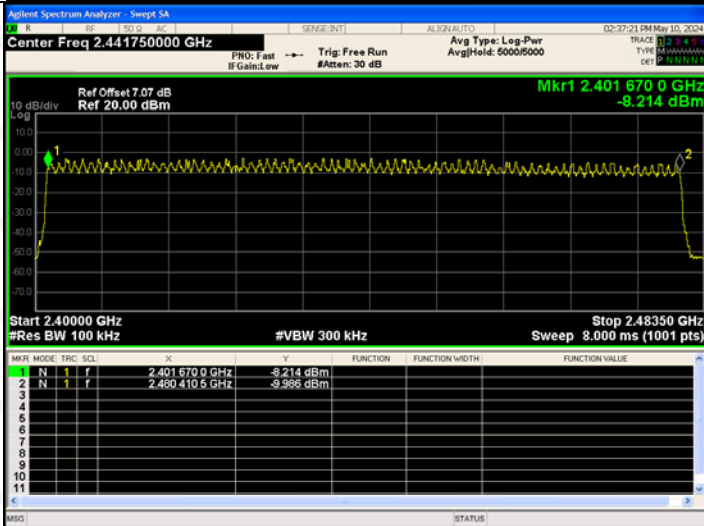 Agilent Spectrum Analyzer - Swept SA
R RF 50 Ω AC SENSE:INT ALIGN AUTO 02:37:21 PM May 10, 2024
Center Freq 2.441750000 GHz
PNO: Fast
IFGain:Low
Trig: Free Run
#Atten: 30 dB
Avg Type: Log-Pwr
Avg|Hold: 5000/5000
TRACE 1 2 3 4 5
TYPE M
DET P N N N N
Mkr1 2.401 670 0 GHz
-8.214 dBm
Ref Offset 7.07 dB
10 dB/div Ref 20.00 dBm
Log
10.0
0.00
-10.0
-20.0
-30.0
-40.0
-50.0
-60.0
-70.0
1
2
Start 2.40000 GHz Stop 2.48350 GHz
#Res BW 100 kHz #VBW 300 kHz Sweep 8.000 ms (1001 pts)
MKR MODE TRC SCL X Y FUNCTION FUNCTION WIDTH FUNCTION VALUE
1 N 1 f 2.401 670 0 GHz -8.214 dBm
2 N 1 f 2.480 410 5 GHz -9.986 dBm
3
4
5
6
7
8
9
10
11
MSG STATUS